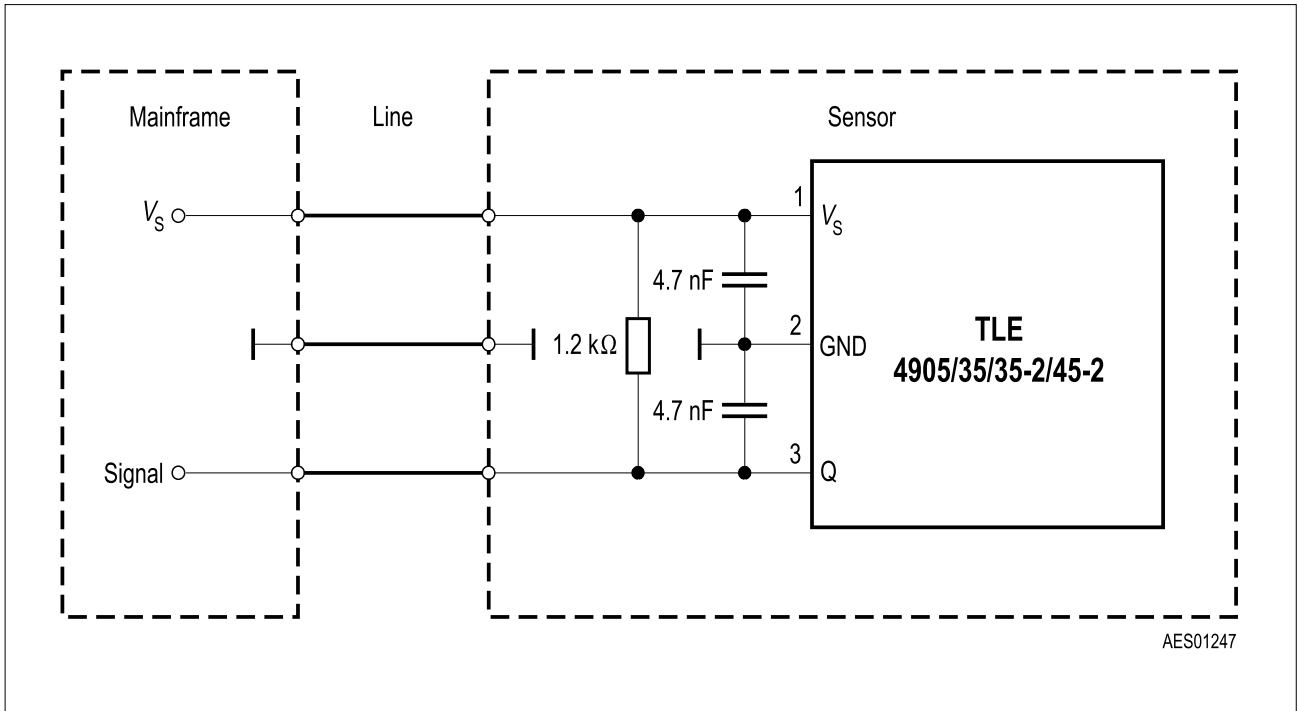 Mainframe
Line
Sensor
V_S
1
V_S
4.7 nF
1.2 kΩ
2
GND
TLE
4905/35/35-2/45-2
4.7 nF
Signal
3
Q
AES01247